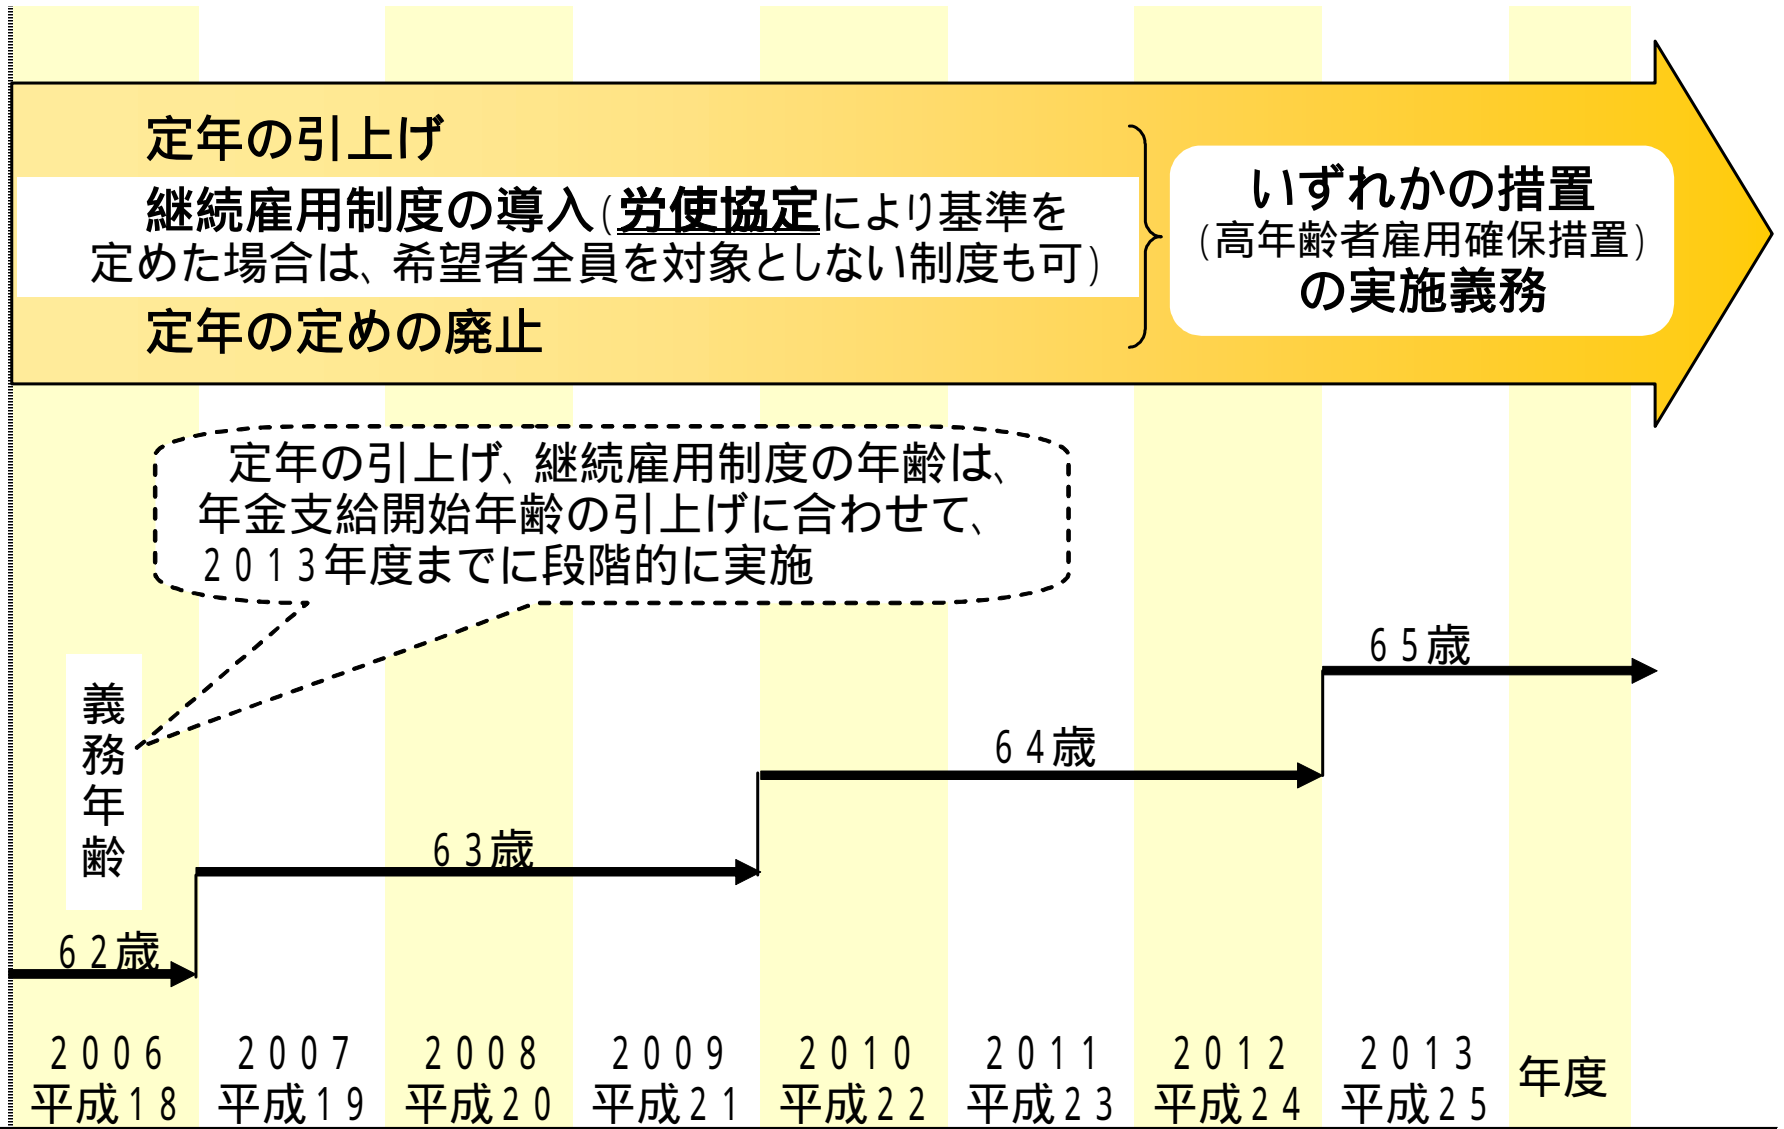 定年の引上げ
継続雇用制度の導入（労使協定により基準を
定めた場合は、希望者全員を対象としない制度も可）
定年の定めの廃止
いずれかの措置
（高年齢者雇用確保措置）
の実施義務
定年の引上げ、継続雇用制度の年齢は、
年金支給開始年齢の引上げに合わせて、
２０１３年度までに段階的に実施
義務年齢
６２歳
６３歳
６４歳
６５歳
２００６ ２００７ ２００８ ２００９ ２０１０ ２０１１ ２０１２ ２０１３
平成１８ 平成１９ 平成２０ 平成２１ 平成２２ 平成２３ 平成２４ 平成２５ 年度